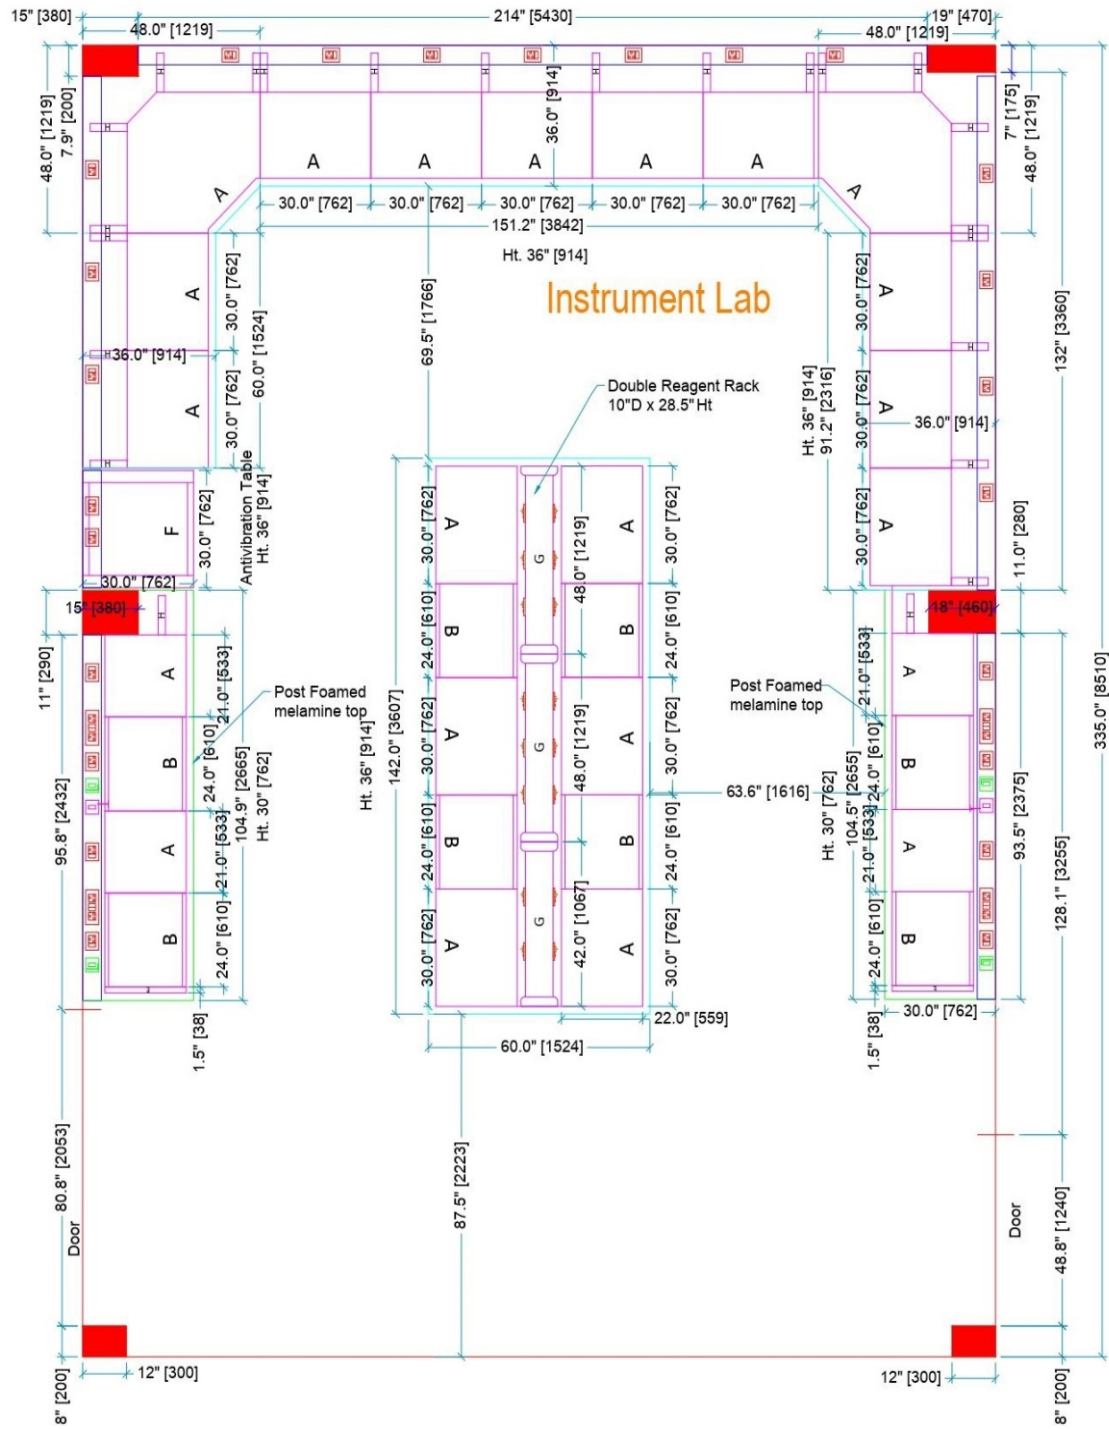 15" [380]
214" [5430]
19" [470]
48.0" [1219]
48.0" [1219]
48.0" [1219]
7.9" [200]
36.0" [914]
7" [175]
48.0" [1219]
H
H
H
H
H
H
H
H
H
H
A
A
A
A
A
A
A
30.0" [762]
30.0" [762]
30.0" [762]
30.0" [762]
30.0" [762]
151.2" [3842]
Ht. 36" [914]
Instrument Lab
H
H
H
H
A
30.0" [762]
60.0" [1524]
69.5" [1766]
H
36.0" [914]
A
30.0" [762]
H
A
30.0" [762]
Ht. 36" [914]
91.2" [2316]
132" [3360]
H
A
30.0" [762]
36.0" [914]
H
A
30.0" [762]
H
Double Reagent Rack
10"D x 28.5" Ht
F
30.0" [762]
Antivibration Table
Ht. 36" [914]
30.0" [762]
11.0" [280]
15" [380]
H
11" [290]
H
18" [460]
335.0" [8510]
A
30.0" [762]
A
30.0" [762]
G
48.0" [1219]
B
24.0" [610]
B
24.0" [610]
A
30.0" [762]
A
30.0" [762]
G
48.0" [1219]
B
24.0" [610]
B
24.0" [610]
A
30.0" [762]
A
30.0" [762]
G
42.0" [1067]
Ht. 36" [914]
142.0" [3607]
22.0" [559]
60.0" [1524]
63.6" [1616]
A
21.0" [533]
Post Foamed
melamine top
B
24.0" [610]
104.9" [2665]
Ht. 30" [762]
A
21.0" [533]
B
24.0" [610]
95.8" [2432]
1.5" [38]
Post Foamed
melamine top
A
21.0" [533]
B
24.0" [610]
Ht. 30" [762]
104.5" [2655]
A
21.0" [533]
B
24.0" [610]
93.5" [2375]
128.1" [3255]
30.0" [762]
1.5" [38]
80.8" [2053]
Door
87.5" [2223]
Door
48.8" [1240]
12" [300]
8" [200]
12" [300]
8" [200]